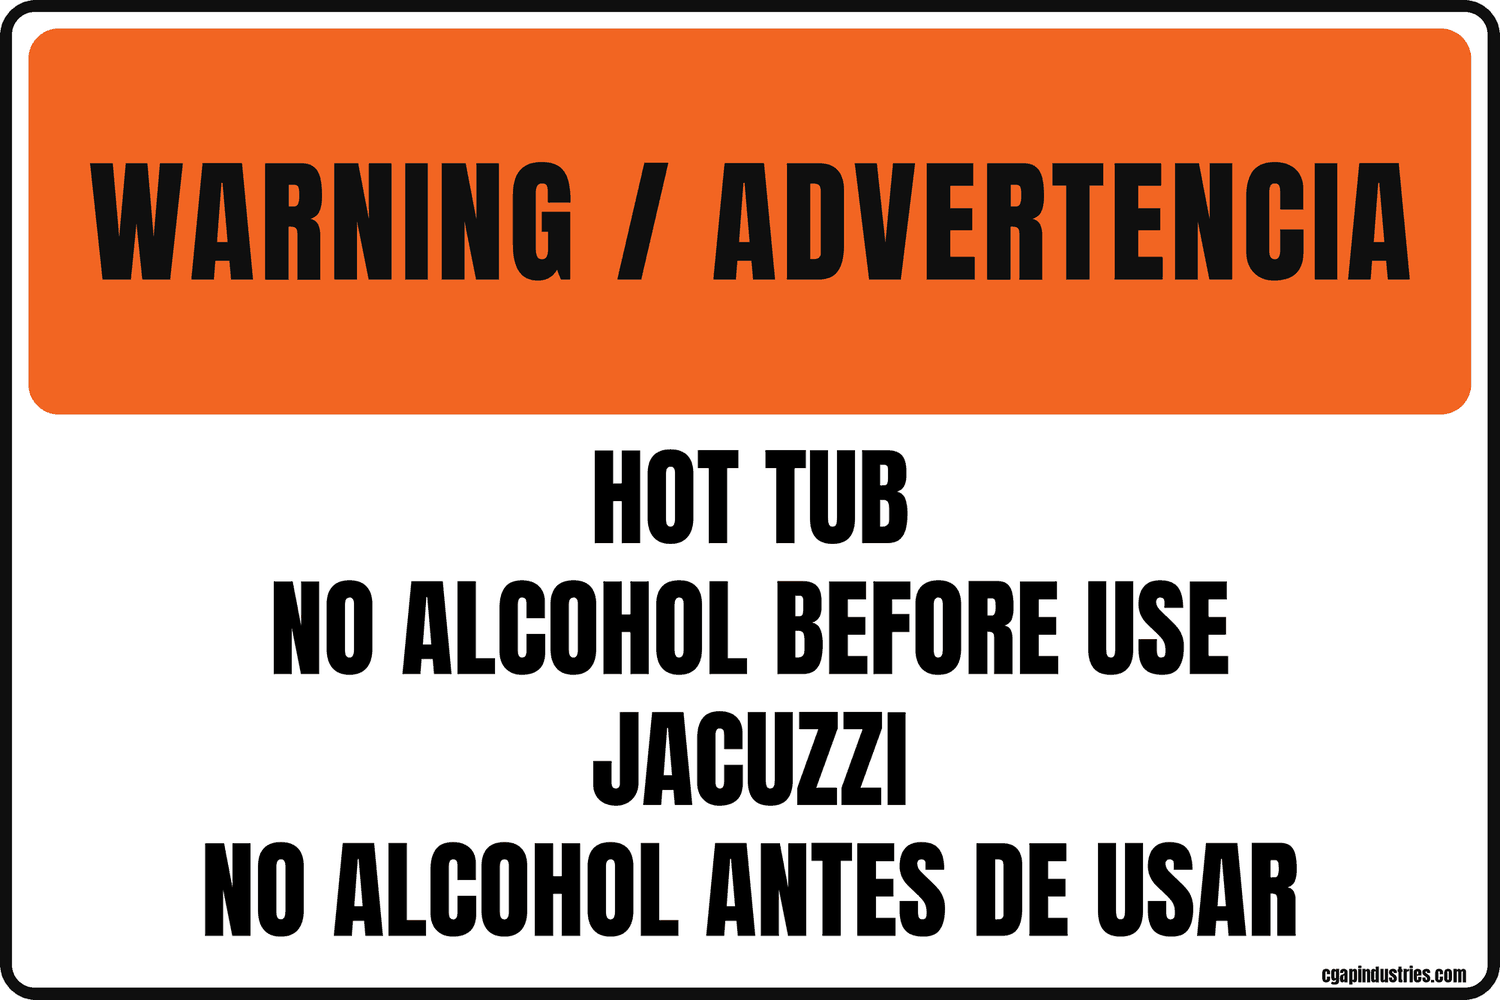 WARNING / ADVERTENCIA
HOT TUB
NO ALCOHOL BEFORE USE
JACUZZI
NO ALCOHOL ANTES DE USAR
cgapindustries.com